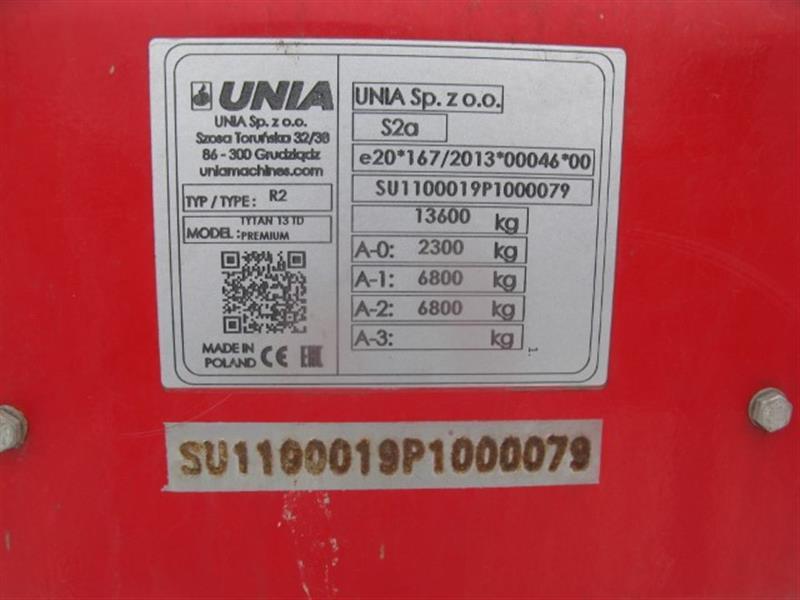 UNIA
UNIA Sp. z o.o.
Szosa Toruńska 32/38
86 - 300 Grudziądz
uniamachines.com
TYP / TYPE: R2
MODEL: TYTAN 13 TD PREMIUM
MADE IN POLAND CE EAC
UNIA Sp. z o.o.
S2a
e20*167/2013*00046*00
SU1100019P1000079
13600 kg
A-0: 2300 kg
A-1: 6800 kg
A-2: 6800 kg
A-3: kg
SU1100019P1000079